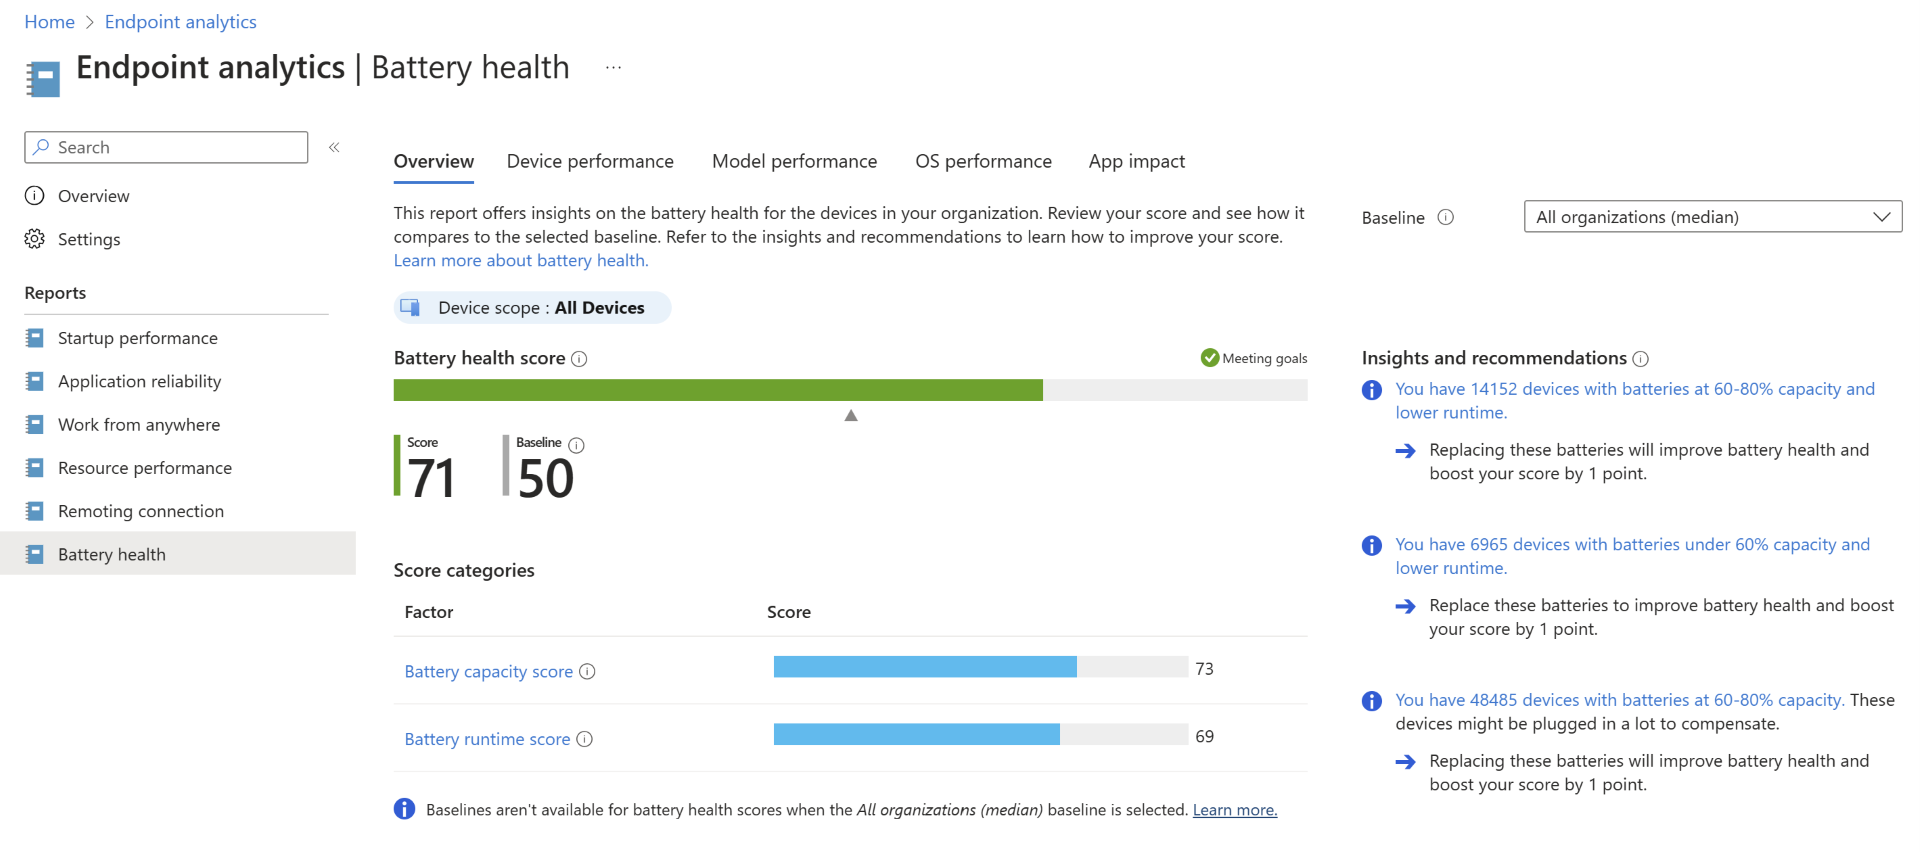 Home > Endpoint analytics
Endpoint analytics | Battery health ...
Search «
Overview
Settings
Reports
Startup performance
Application reliability
Work from anywhere
Resource performance
Remoting connection
Battery health
Overview Device performance Model performance OS performance App impact
This report offers insights on the battery health for the devices in your organization. Review your score and see how it
compares to the selected baseline. Refer to the insights and recommendations to learn how to improve your score.
Learn more about battery health.
Baseline All organizations (median)
Device scope : All Devices
Battery health score Meeting goals
Score
71
Baseline
50
Score categories
Factor Score
Battery capacity score 73
Battery runtime score 69
Baselines aren't available for battery health scores when the All organizations (median) baseline is selected. Learn more.
Insights and recommendations
You have 14152 devices with batteries at 60-80% capacity and
lower runtime.
Replacing these batteries will improve battery health and
boost your score by 1 point.
You have 6965 devices with batteries under 60% capacity and
lower runtime.
Replace these batteries to improve battery health and boost
your score by 1 point.
You have 48485 devices with batteries at 60-80% capacity. These
devices might be plugged in a lot to compensate.
Replacing these batteries will improve battery health and
boost your score by 1 point.